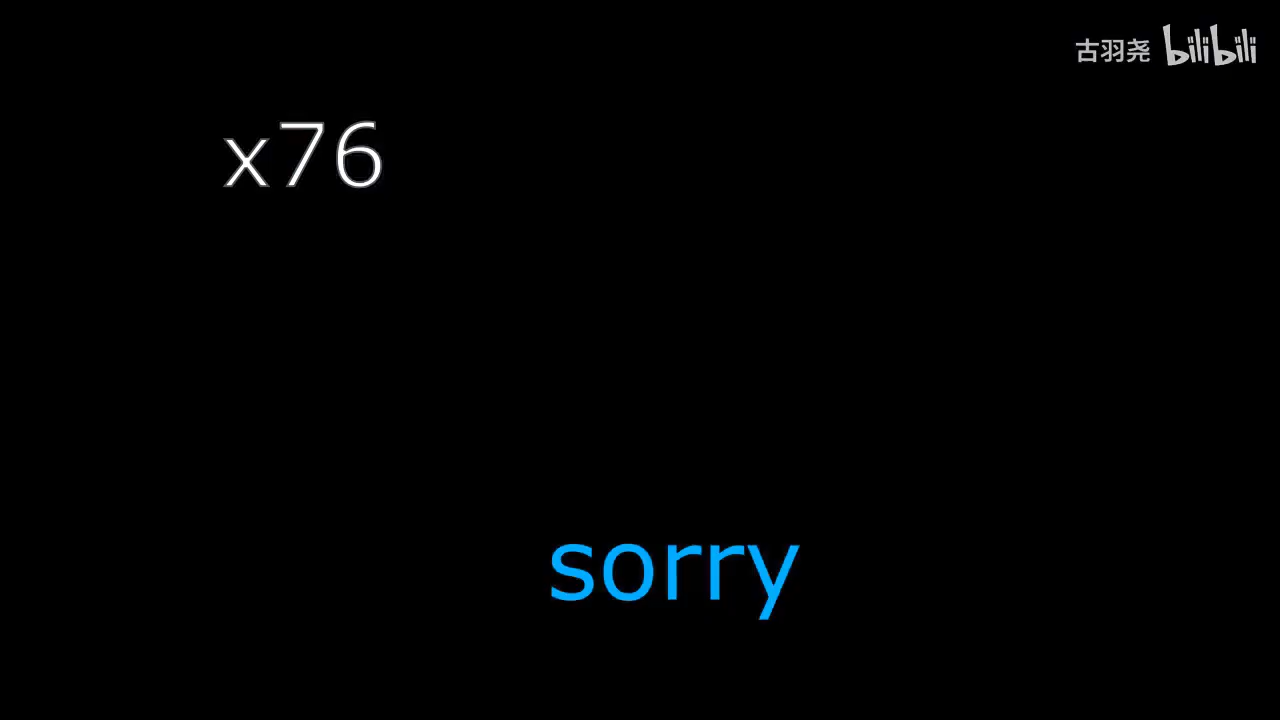 古羽尧 bilibili
x76
sorry